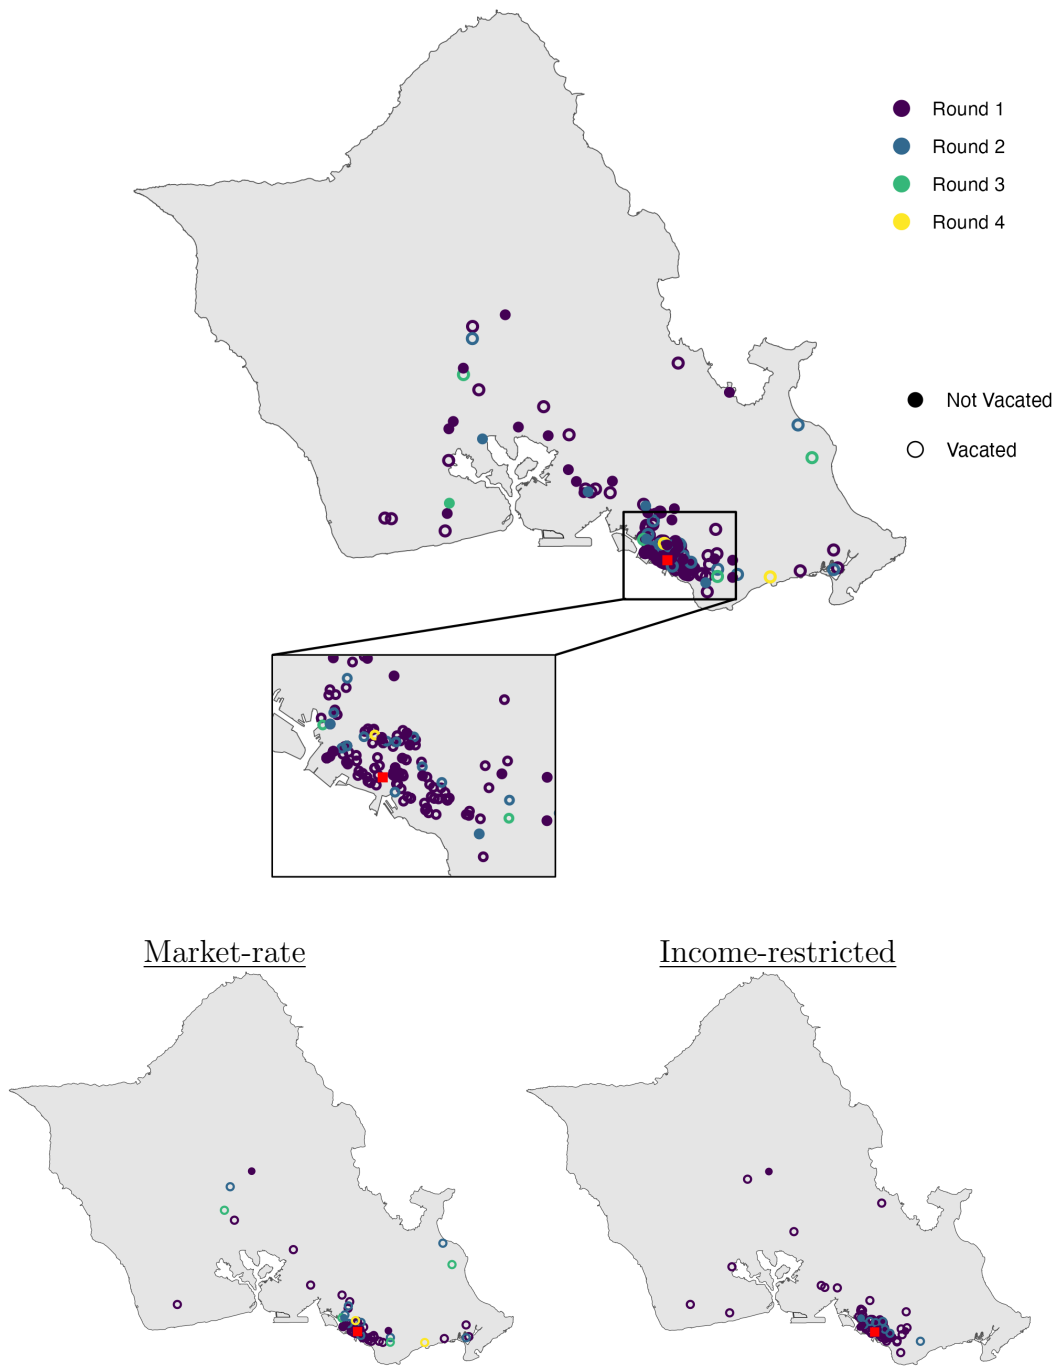 Round 1
Round 2
Round 3
Round 4
Not Vacated
Vacated
Market-rate
Income-restricted